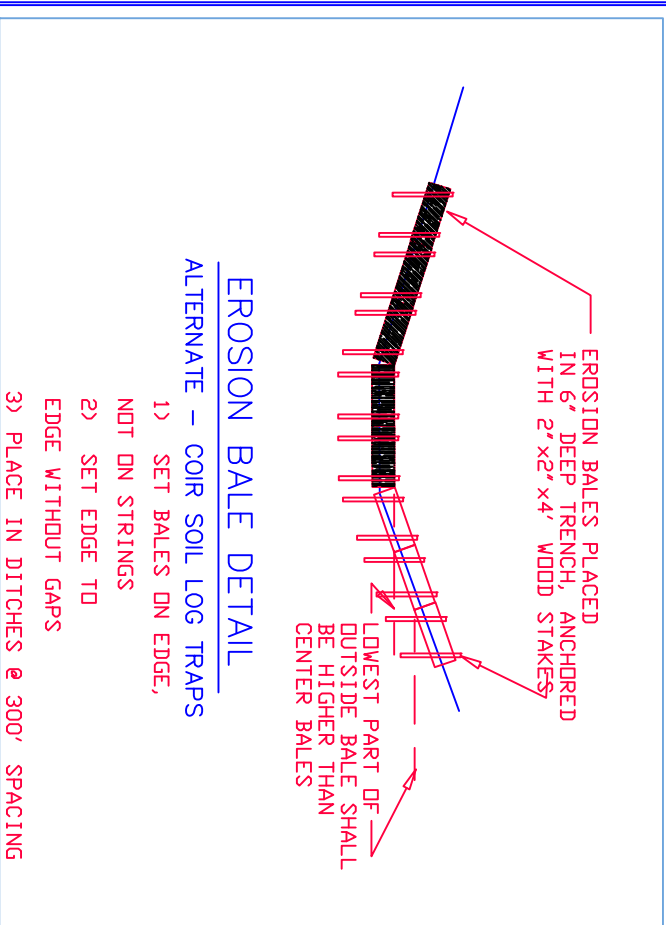 EROSION BALES PLACED
IN 6" DEEP TRENCH, ANCHORED
WITH 2"x2"x4' WOOD STAKES
LOWEST PART OF
OUTSIDE BALE SHALL
BE HIGHER THAN
CENTER BALES
EROSION BALE DETAIL
ALTERNATE - COIR SOIL LOG TRAPS
1) SET BALES ON EDGE,
NOT ON STRINGS
2) SET EDGE TO
EDGE WITHOUT GAPS
3) PLACE IN DITCHES @ 300' SPACING